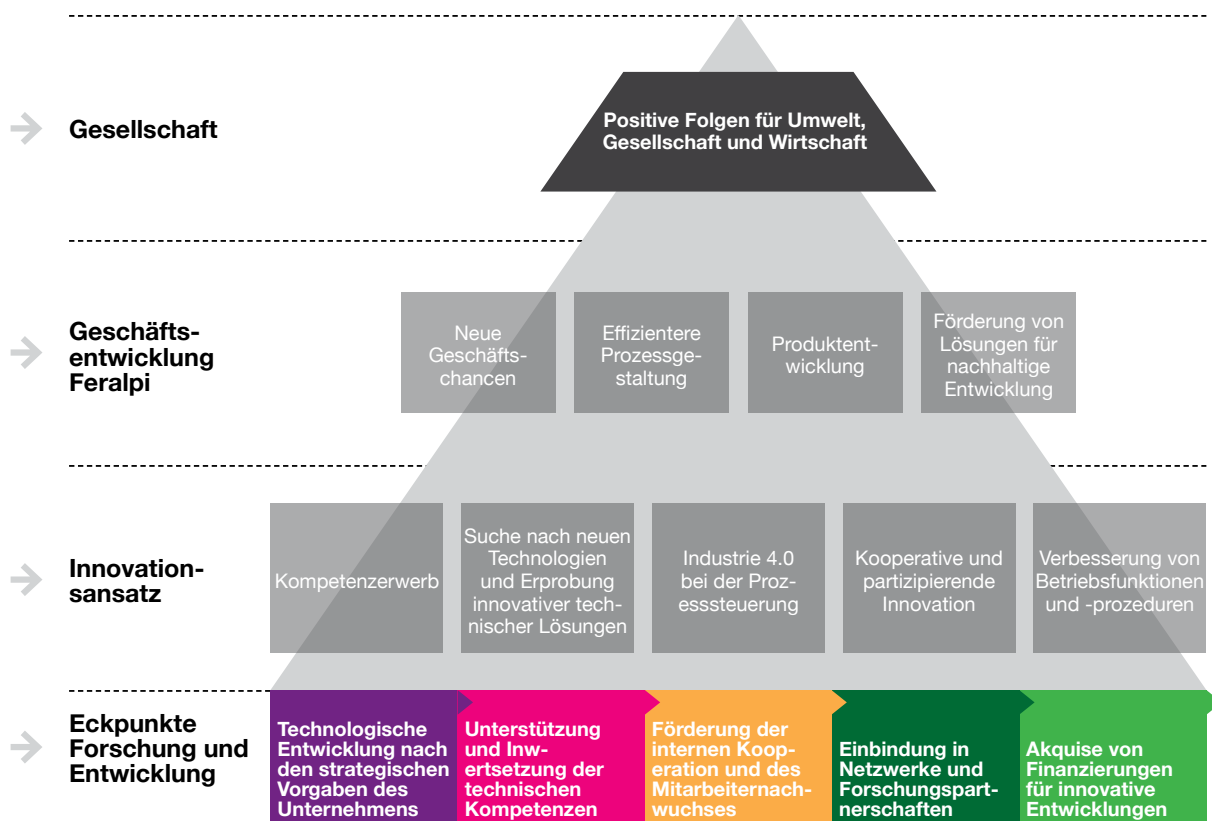 Gesellschaft
Positive Folgen für Umwelt,
Gesellschaft und Wirtschaft
Geschäfts-
entwicklung
Feralpi
Neue
Geschäfts-
chancen
Effizientere
Prozessge-
staltung
Produktent-
wicklung
Förderung von
Lösungen für
nachhaltige
Entwicklung
Innovation-
sansatz
Kompetenzerwerb
Suche nach neuen
Technologien
und Erprobung
innovativer tech-
nischer Lösungen
Industrie 4.0
bei der Proz-
esssteuerung
Kooperative und
partizipierende
Innovation
Verbesserung von
Betriebsfunktionen
und -prozeduren
Eckpunkte
Forschung und
Entwicklung
Technologische
Entwicklung nach
den strategischen
Vorgaben des
Unternehmens
Unterstützung
und Inw-
ertsetzung der
technischen
Kompetenzen
Förderung der
internen Koop-
eration und des
Mitarbeiternach-
wuchses
Einbindung in
Netzwerke und
Forschungspart-
nerschaften
Akquise von
Finanzierungen
für innovative
Entwicklungen